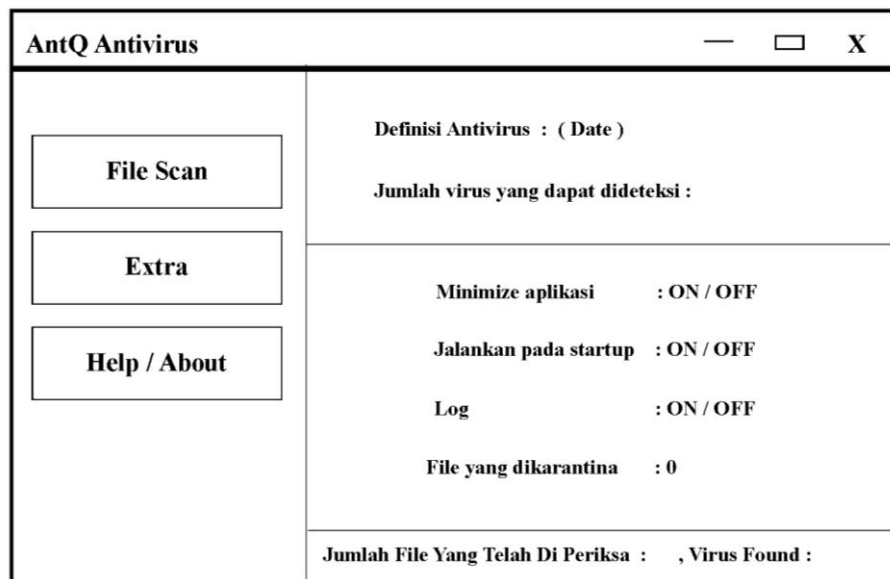 AntQ Antivirus X
File Scan
Extra
Help / About
Definisi Antivirus : ( Date )
Jumlah virus yang dapat dideteksi :
Minimize aplikasi : ON / OFF
Jalankan pada startup : ON / OFF
Log : ON / OFF
File yang dikarantina : 0
Jumlah File Yang Telah Di Periksa : , Virus Found :